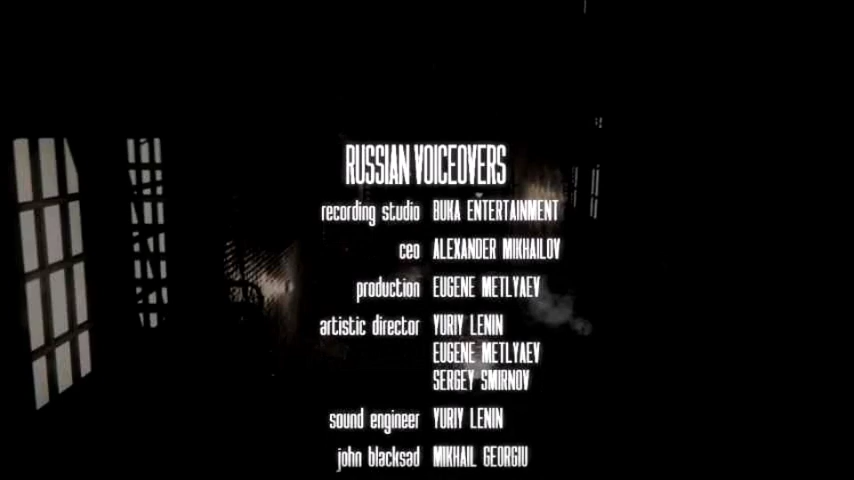 RUSSIAN VOICEOVERS
recording studio BUKA ENTERTAINMENT
ceo ALEXANDER MIKHAILOV
production EUGENE METLYAEV
artistic director YURIY LENIN
EUGENE METLYAEV
SERGEY SMIRNOV
sound engineer YURIY LENIN
john blacksad MIKHAIL GEORGIU